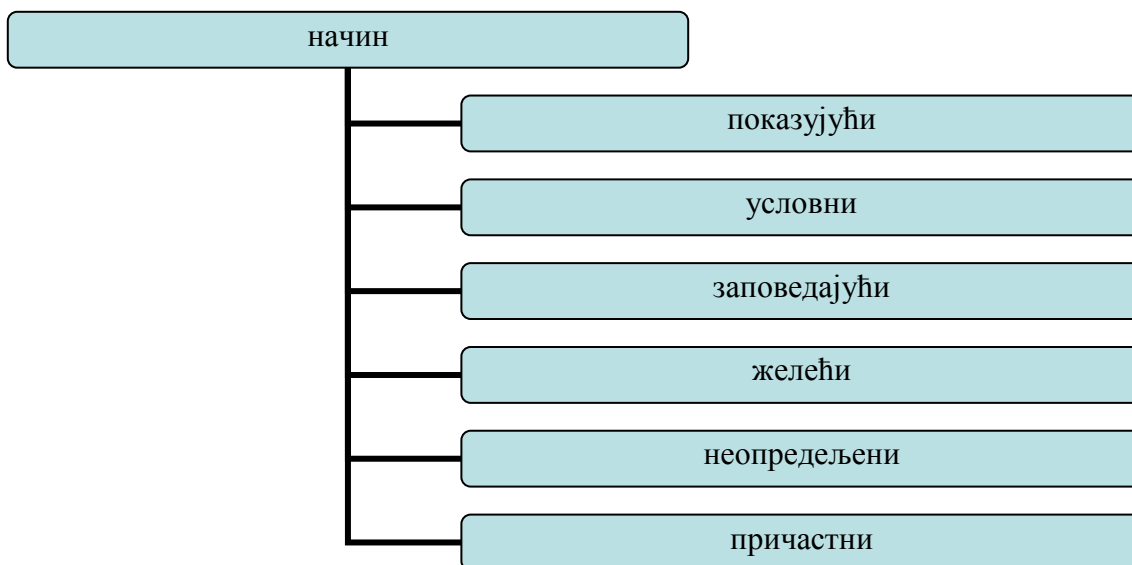 начин
показујући
условни
заповедајући
желећи
неопредељени
причастни